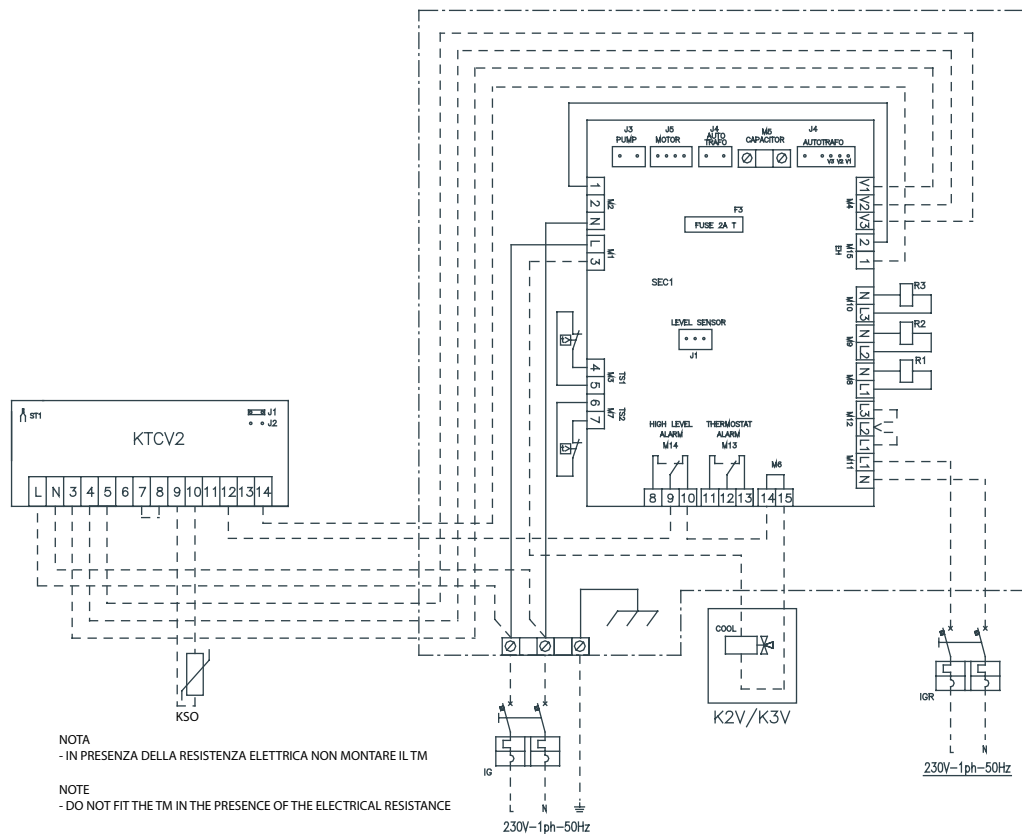 J3
PUMP
J5
MOTOR
J4
AUTO
TRAFO
M5
CAPACITOR
J4
AUTOTRAFO
V3 V2 V1
1
2
N
M2
L
3
M1
F3
FUSE 2A T
SEC1
LEVEL SENSOR
J1
V1
V2
V3
M4
2
1
M15
EH
N
L3
M10
R3
N
L2
M9
R2
N
L1
M8
R1
L3
L2
L1
M12
L1
N
M11
4
5
M3
TS1
6
7
M7
TS2
HIGH LEVEL
ALARM
M14
THERMOSTAT
ALARM
M13
M6
8 9 10 11 12 13 14 15
ST1
J1
J2
KTCV2
L N 3 4 5 6 7 8 9 10 11 12 13 14
KSO
COOL
K2V/K3V
IGR
L N
230V-1ph-50Hz
IG
L N
230V-1ph-50Hz
NOTA
- IN PRESENZA DELLA RESISTENZA ELETTRICA NON MONTARE IL TM
NOTE
- DO NOT FIT THE TM IN THE PRESENCE OF THE ELECTRICAL RESISTANCE